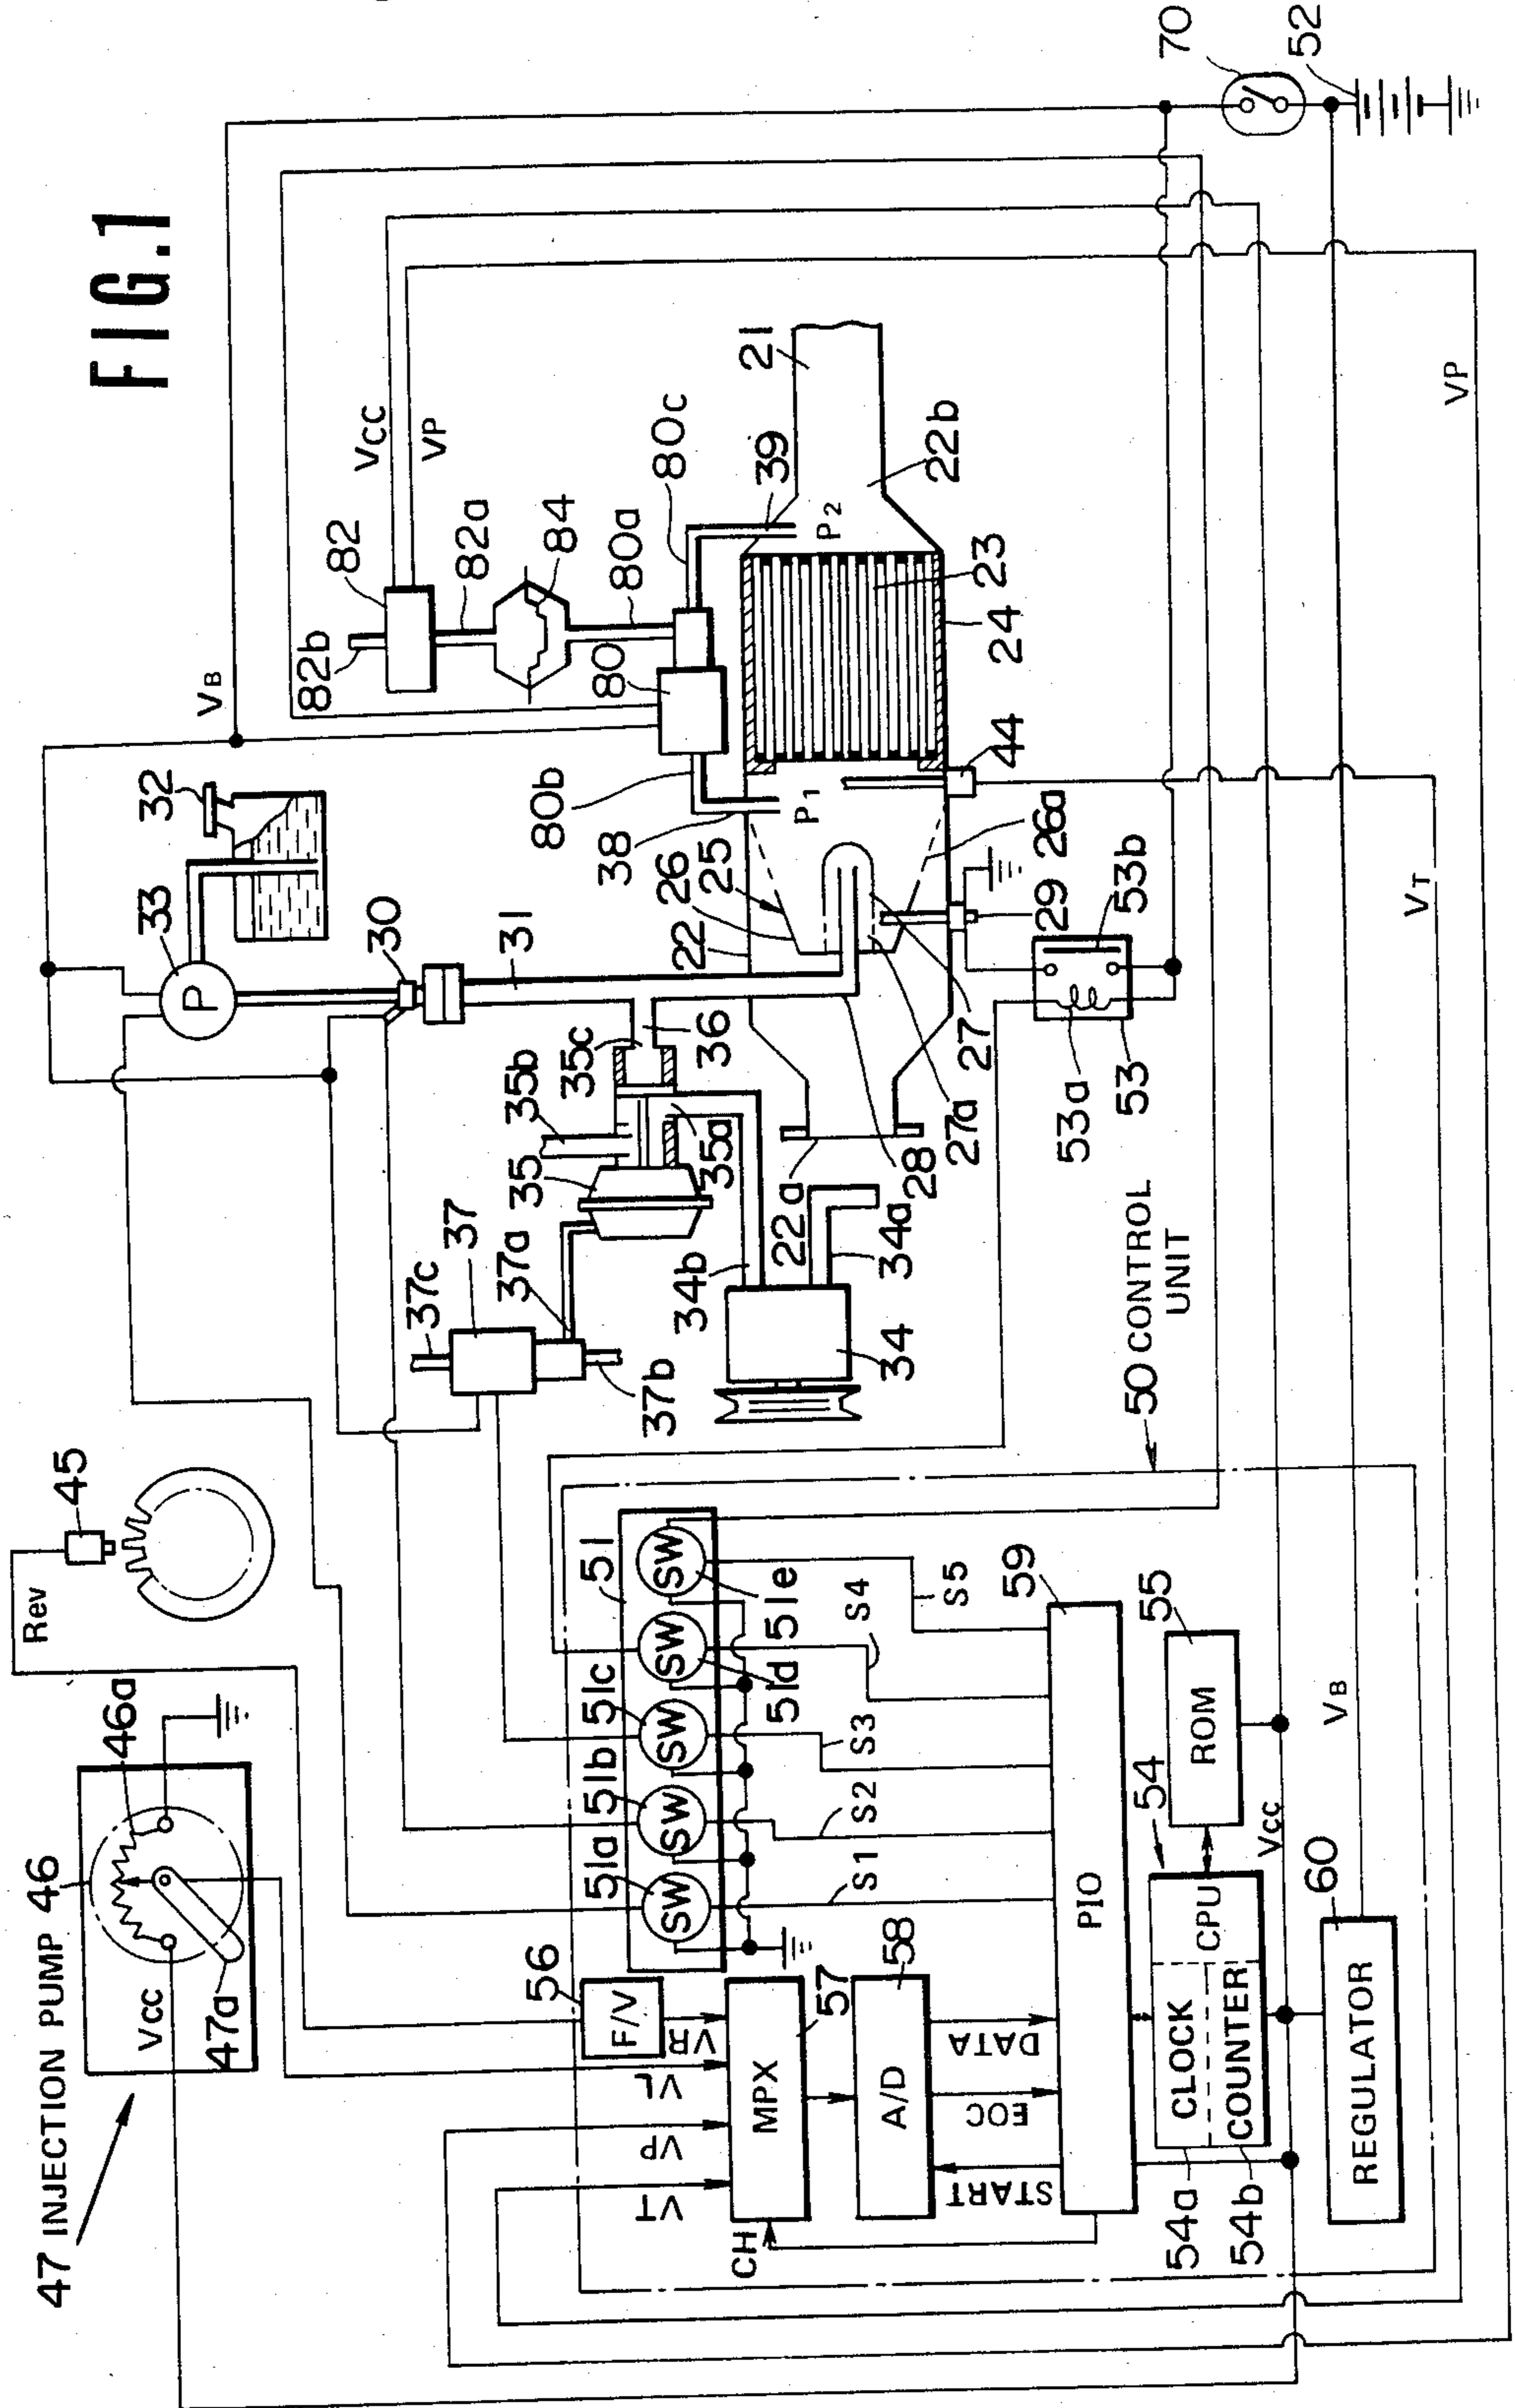 FIG.1
47 INJECTION PUMP 46
46a
Vcc
47a
Rev
45
33
32
P
30
31
VB
82b
82
82a
84
Vcc
VP
80
80a
80b
80c
39
38
P1
P2
21
22b
23
24
44
22
26
25
26a
29
27
27a
28
22a
36
35c
35b
35
35a
37
37a
37b
37c
34b
34a
34
53a
53
53b
VT
VP
70
52
50 CONTROL
UNIT
51
51a
51b
51c
51d
51e
SW
SW
SW
SW
SW
S1
S2
S3
S4
S5
56
F/V
VR
VL
VP
VT
MPX
57
CH
A/D
58
START
EOC
DATA
PIO
59
54
CLOCK
CPU
COUNTER
54a
54b
ROM
55
Vcc
VB
60
REGULATOR